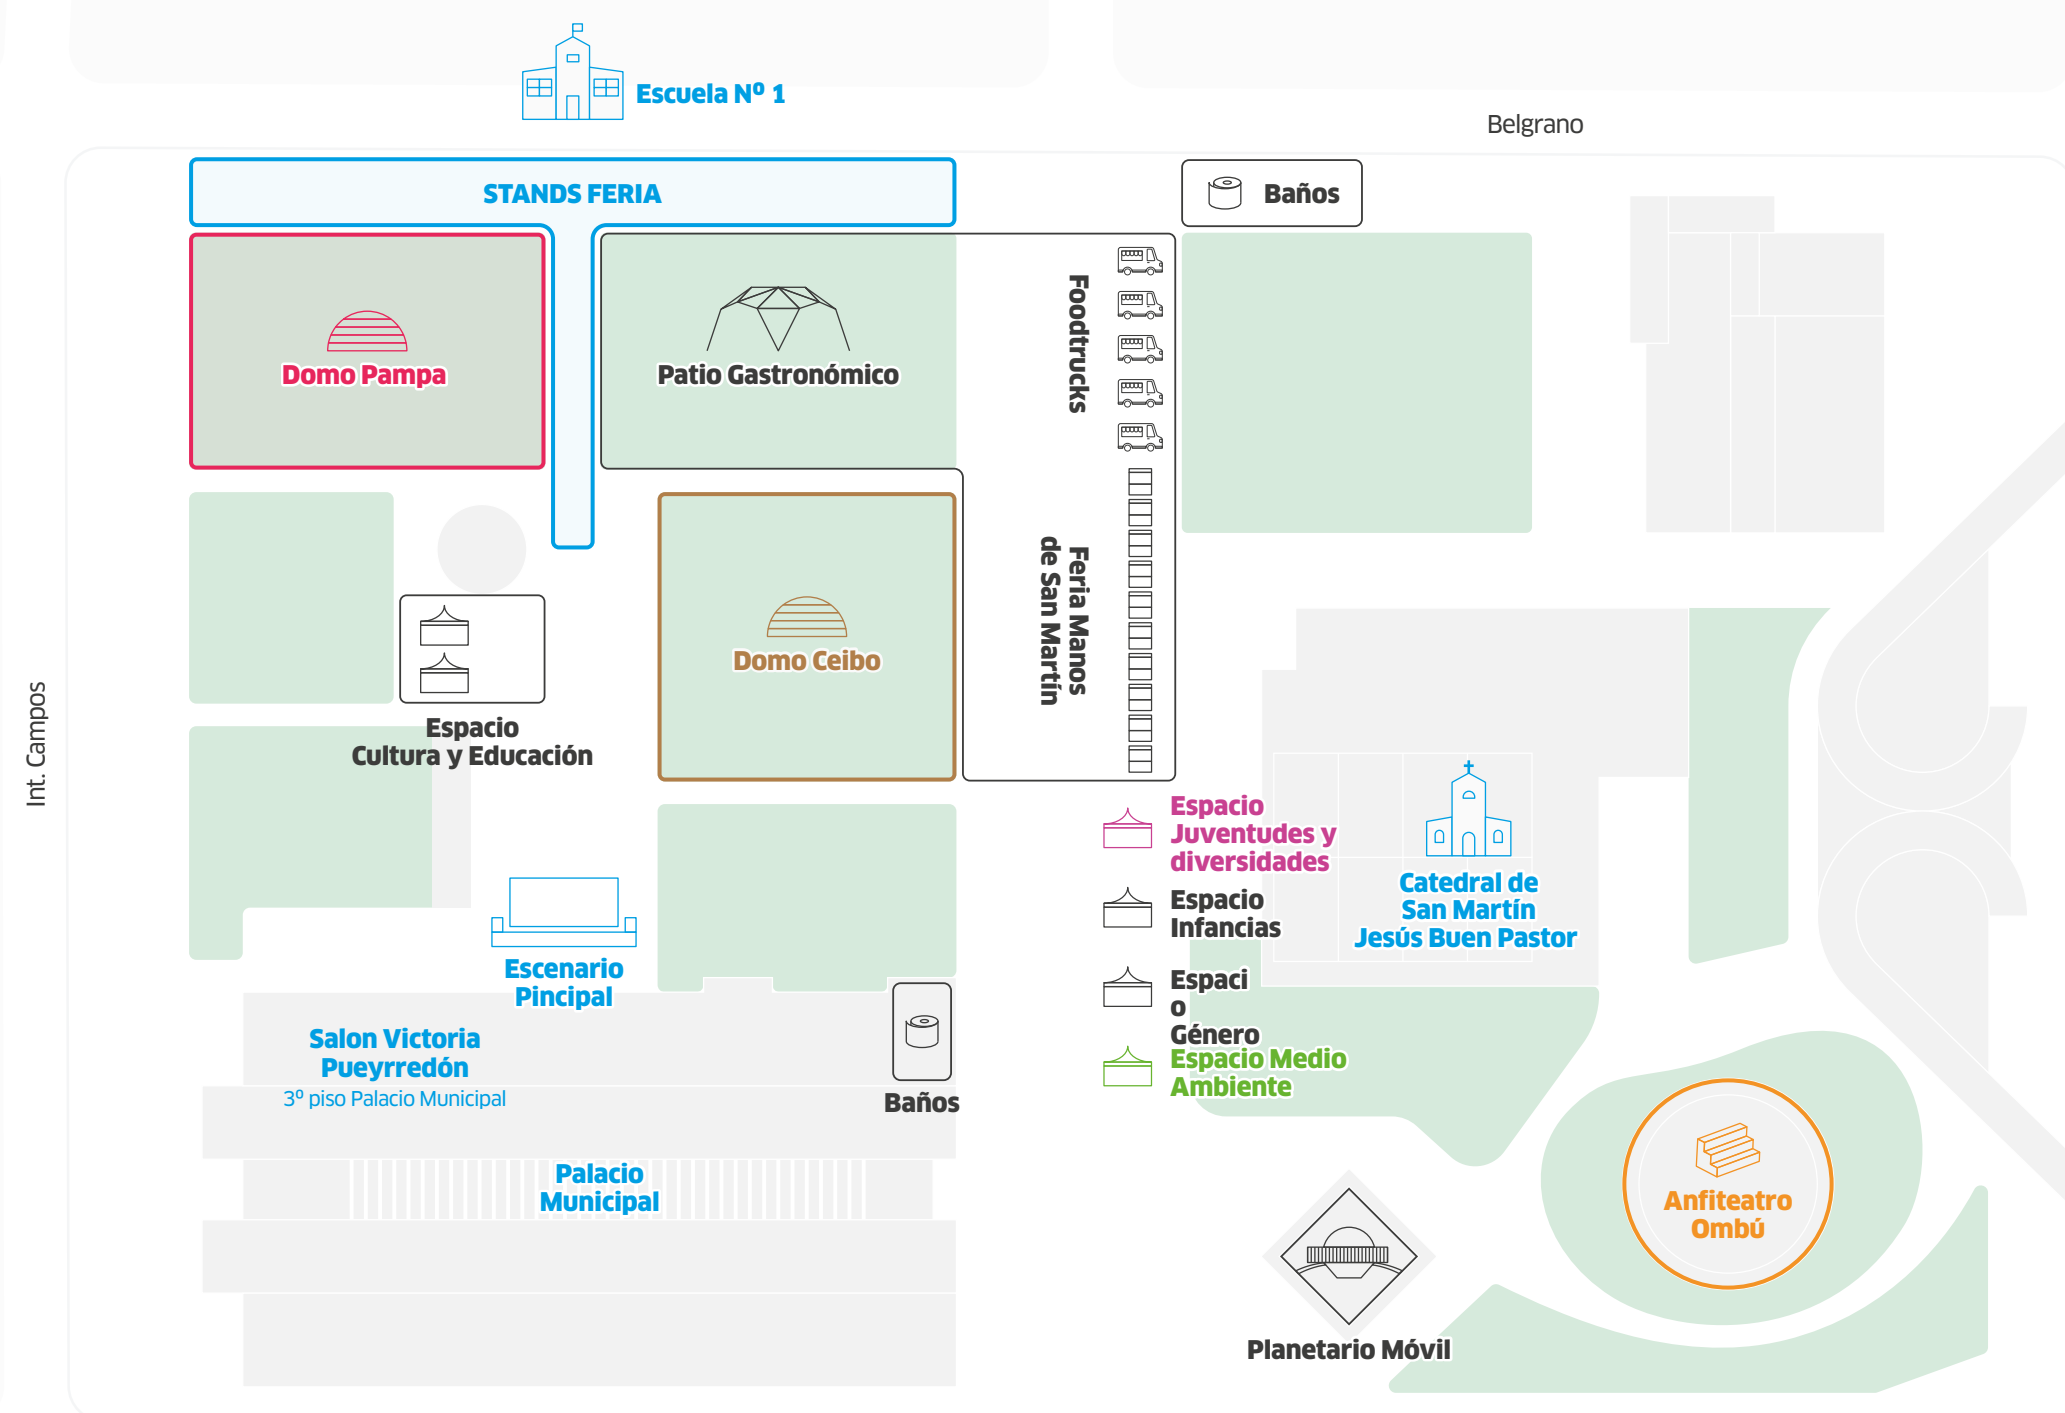 Escuela Nº 1
Belgrano
STANDS FERIA
Baños
Domo Pampa
Patio Gastronómico
Foodtrucks
Feria Manos
de San Martín
Domo Ceibo
Espacio
Cultura y Educación
Int. Campos
Espacio
Juventudes y
diversidades
Espacio
Infancias
Espaci
o
Género
Espacio Medio
Ambiente
Catedral de
San Martín
Jesús Buen Pastor
Escenario
Pincipal
Salon Victoria
Pueyrredón
3º piso Palacio Municipal
Baños
Palacio
Municipal
Anfiteatro
Ombú
Planetario Móvil